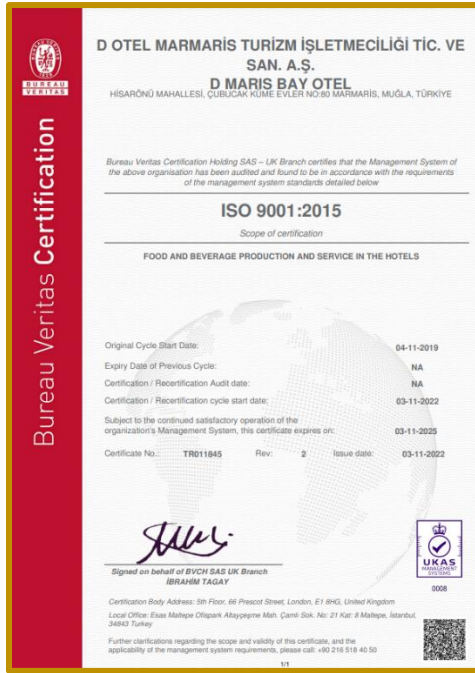 BUREAU
VERITAS
Bureau Veritas Certification
D OTEL MARMARİS TURİZM İŞLETMECİLİĞİ TİC. VE
SAN. A.Ş.
D MARIS BAY OTEL
HİSARÖNÜ MAHALLESİ, ÇUBUCAK KÜME EVLER NO:80 MARMARİS, MUĞLA, TÜRKİYE
Bureau Veritas Certification Holding SAS – UK Branch certifies that the Management System of
the above organisation has been audited and found to be in accordance with the requirements
of the management system standards detailed below
ISO 9001:2015
Scope of certification
FOOD AND BEVERAGE PRODUCTION AND SERVICE IN THE HOTELS
Original Cycle Start Date: 04-11-2019
Expiry Date of Previous Cycle: NA
Certification / Recertification Audit date: NA
Certification / Recertification cycle start date: 03-11-2022
Subject to the continued satisfactory operation of the
organization's Management System, this certificate expires on: 03-11-2025
Certificate No.: TR011845 Rev: 2 Issue date: 03-11-2022
Signed on behalf of BVCH SAS UK Branch
İBRAHİM TAGAY
UKAS
MANAGEMENT
SYSTEMS
0008
Certification Body Address: 5th Floor, 66 Prescot Street, London, E1 8HG, United Kingdom
Local Office: Esas Maltepe Ofispark Altayçeşme Mah. Çamlı Sok. No: 21 Kat: 8 Maltepe, İstanbul,
34843 Turkey
Further clarifications regarding the scope and validity of this certificate, and the
applicability of the management system requirements, please call: +90 216 518 40 50
1/1